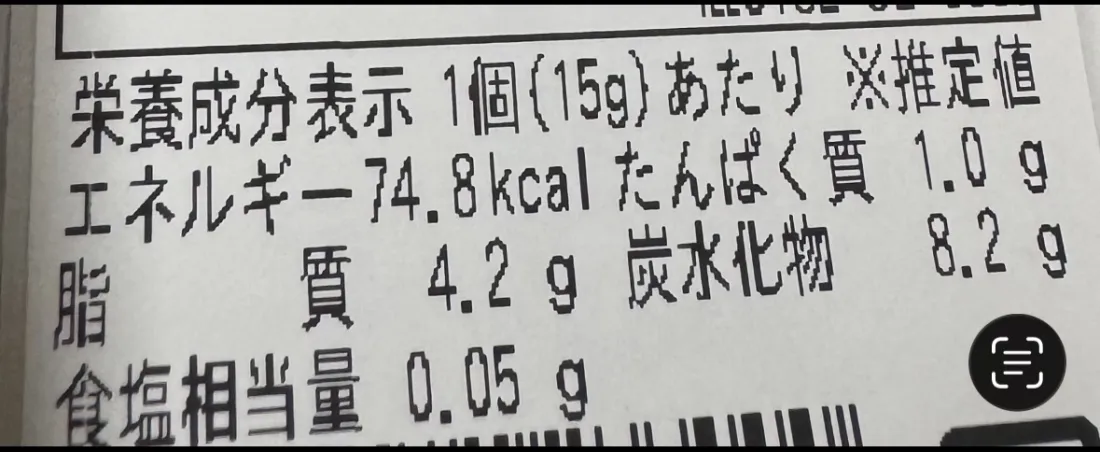 栄養成分表示 1個(15g)あたり ※推定値
エネルギー 74.8kcal たんぱく質 1.0 g
脂質 4.2 g 炭水化物 8.2 g
食塩相当量 0.05 g